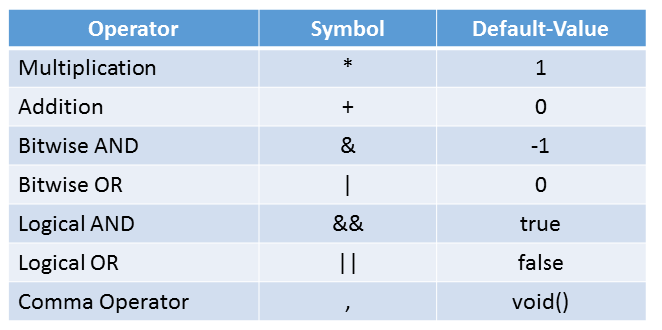 Operator Symbol Default-Value
Multiplication * 1
Addition + 0
Bitwise AND & -1
Bitwise OR | 0
Logical AND && true
Logical OR || false
Comma Operator , void()